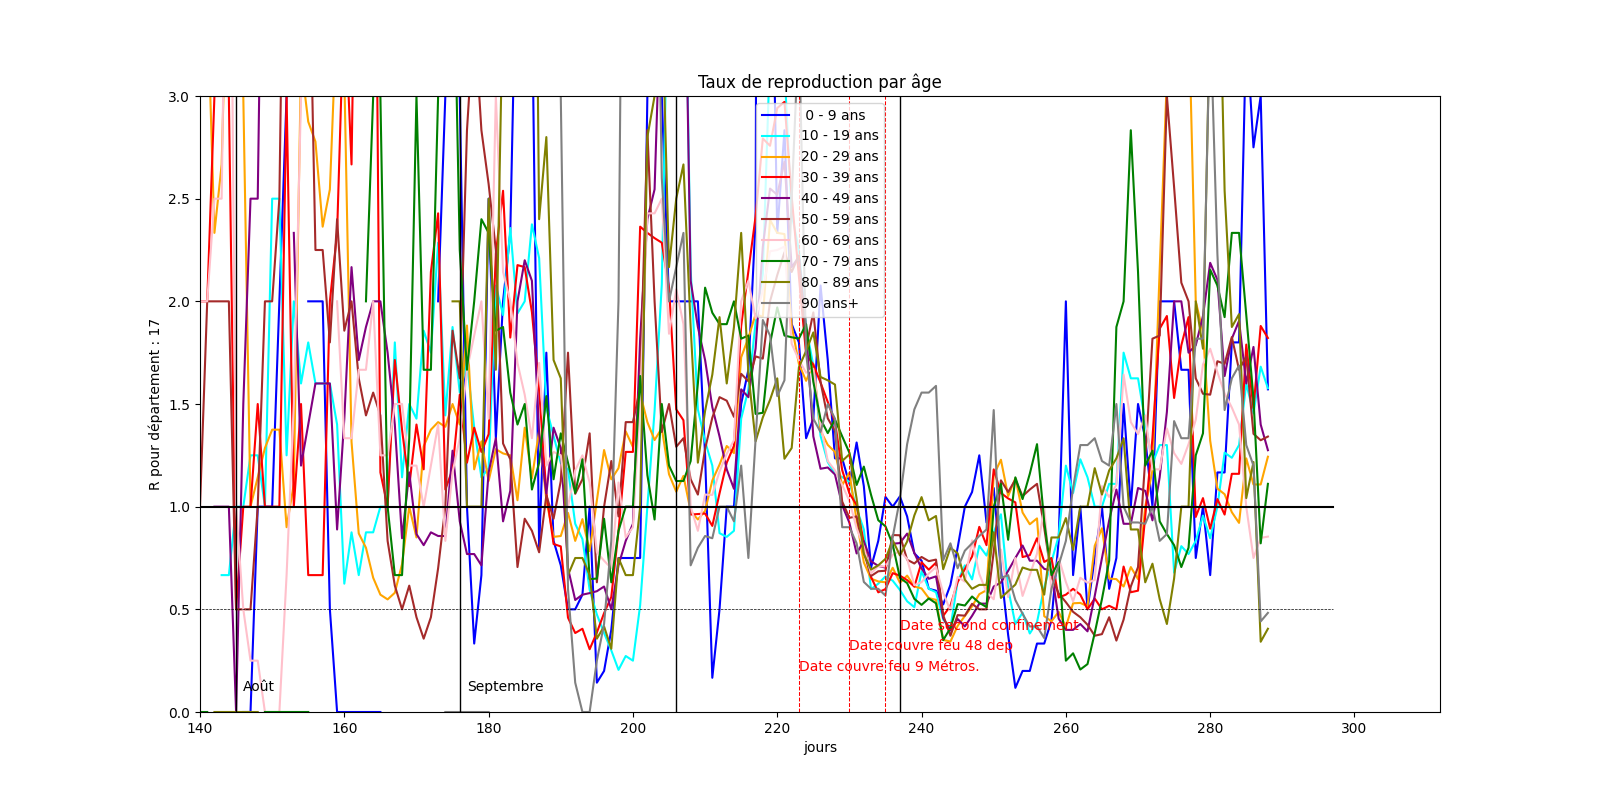 Taux de reproduction par âge
3.0
2.5
2.0
1.5
1.0
0.5
0.0
R pour département : 17
0 - 9 ans
10 - 19 ans
20 - 29 ans
30 - 39 ans
40 - 49 ans
50 - 59 ans
60 - 69 ans
70 - 79 ans
80 - 89 ans
90 ans+
Date second confinement
Date couvre feu 48 dep
Date couvre feu 9 Métros.
Août
Septembre
140 160 180 200 220 240 260 280 300
jours